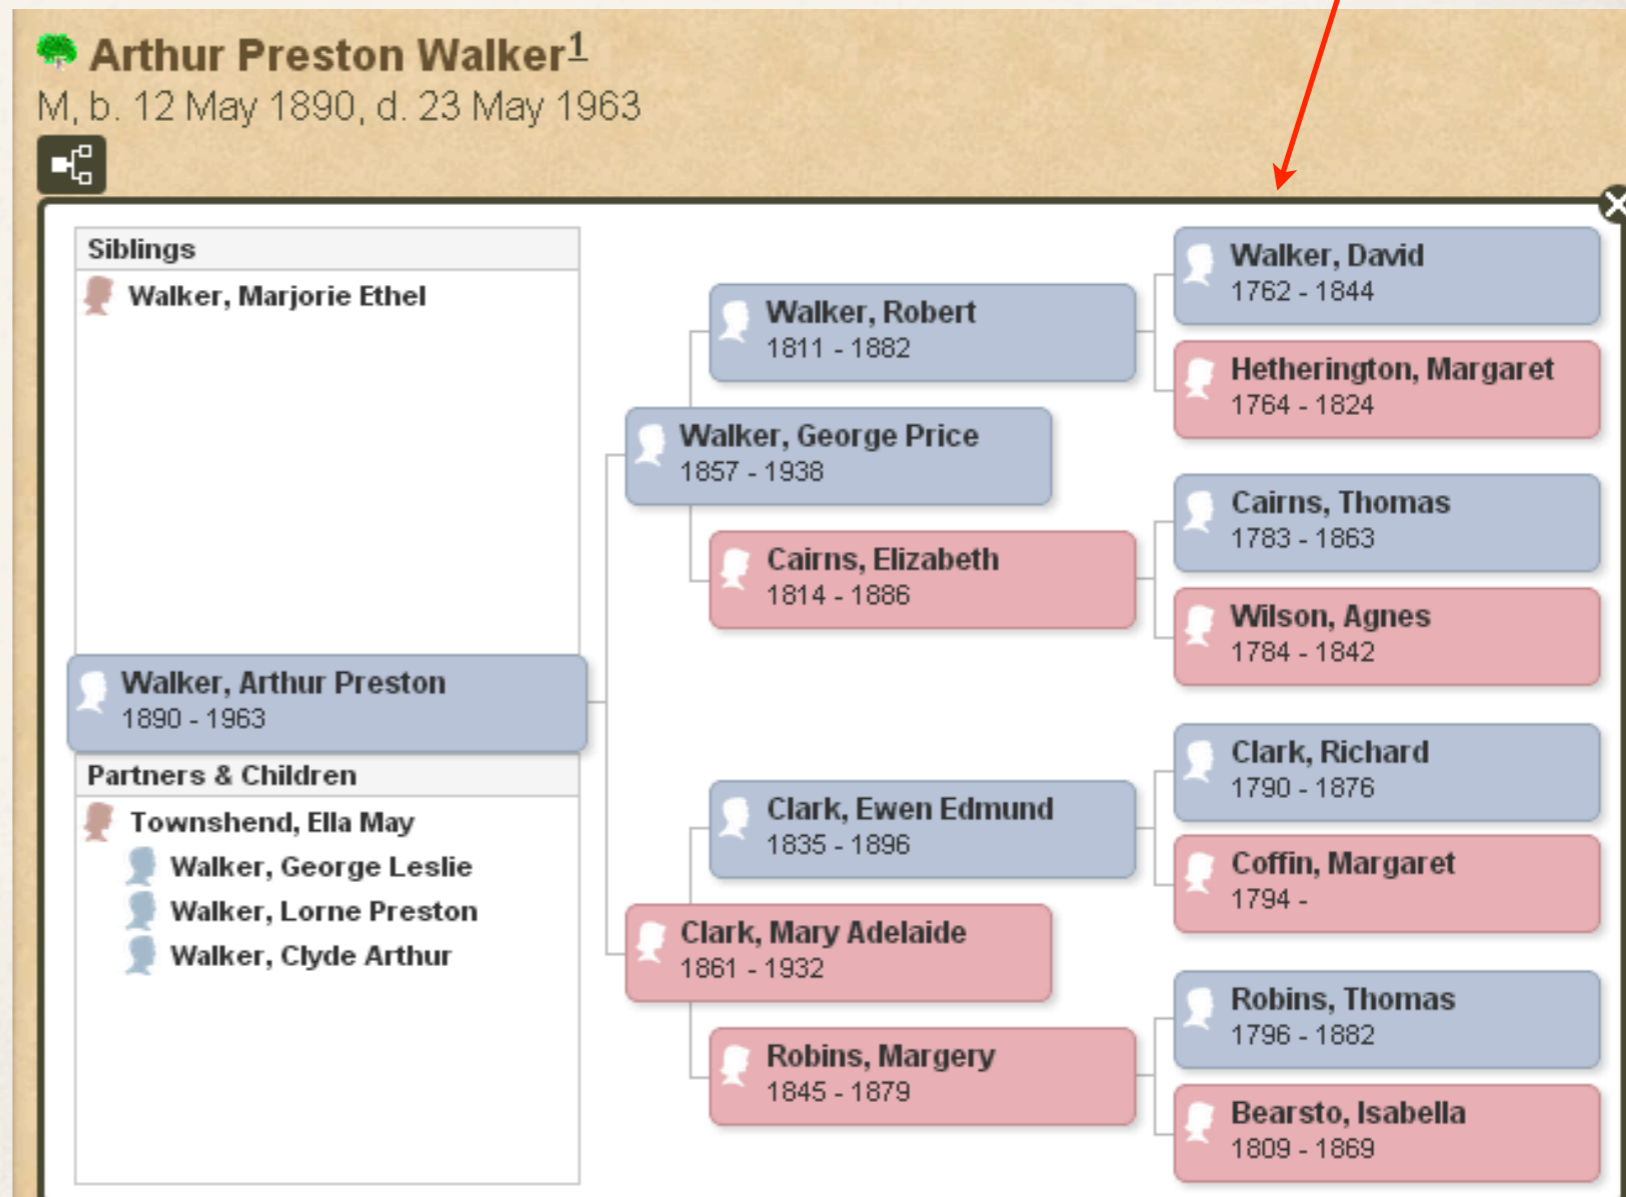 Arthur Preston Walker1
M, b. 12 May 1890, d. 23 May 1963
Siblings
Walker, Marjorie Ethel
Walker, Arthur Preston
1890 - 1963
Partners & Children
Townshend, Ella May
Walker, George Leslie
Walker, Lorne Preston
Walker, Clyde Arthur
Walker, George Price
1857 - 1938
Clark, Mary Adelaide
1861 - 1932
Walker, Robert
1811 - 1882
Cairns, Elizabeth
1814 - 1886
Clark, Ewen Edmund
1835 - 1896
Robins, Margery
1845 - 1879
Walker, David
1762 - 1844
Hetherington, Margaret
1764 - 1824
Cairns, Thomas
1783 - 1863
Wilson, Agnes
1784 - 1842
Clark, Richard
1790 - 1876
Coffin, Margaret
1794 -
Robins, Thomas
1796 - 1882
Bearsto, Isabella
1809 - 1869